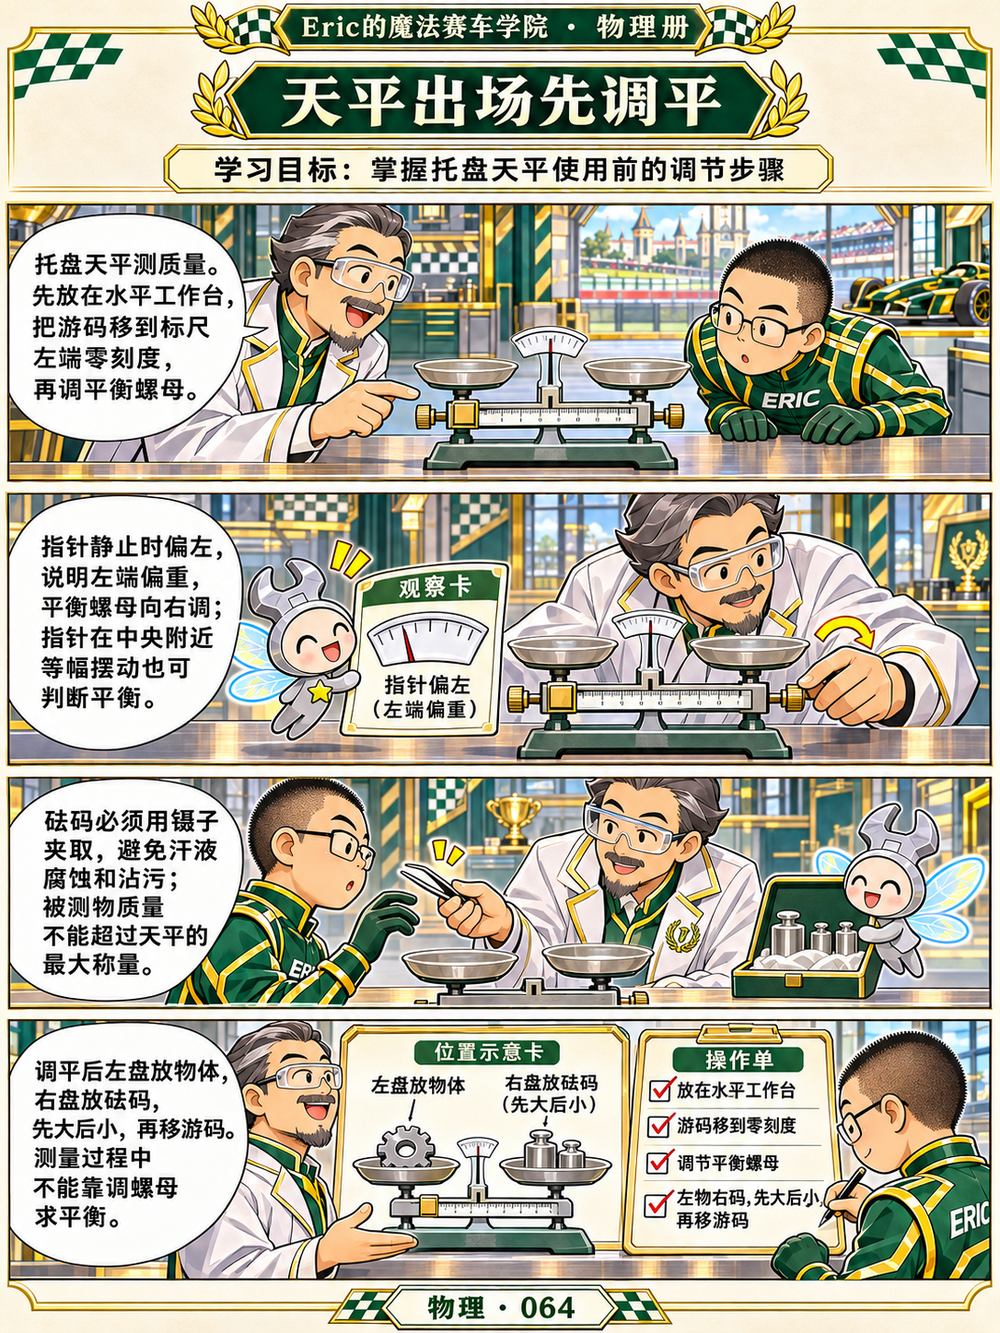 Eric的魔法赛车学院 · 物理册
天平出场先调平
学习目标：掌握托盘天平使用前的调节步骤
托盘天平测质量。
先放在水平工作台，
把游码移到标尺
左端零刻度，
再调平衡螺母。
ERIC
指针静止时偏左，
说明左端偏重，
平衡螺母向右调；
指针在中央附近
等幅摆动也可
判断平衡。
观察卡
指针偏左
（左端偏重）
砝码必须用镊子
夹取，避免汗液
腐蚀和沾污；
被测物质量
不能超过天平的
最大称量。
ERI
调平后左盘放物体，
右盘放砝码，
先大后小，再移游码。
测量过程中
不能靠调螺母
求平衡。
位置示意卡
左盘放物体
右盘放砝码
（先大后小）
操作单
放在水平工作台
游码移到零刻度
调节平衡螺母
左物右码，先大后小，
再移游码
ERIC
物理 · 064